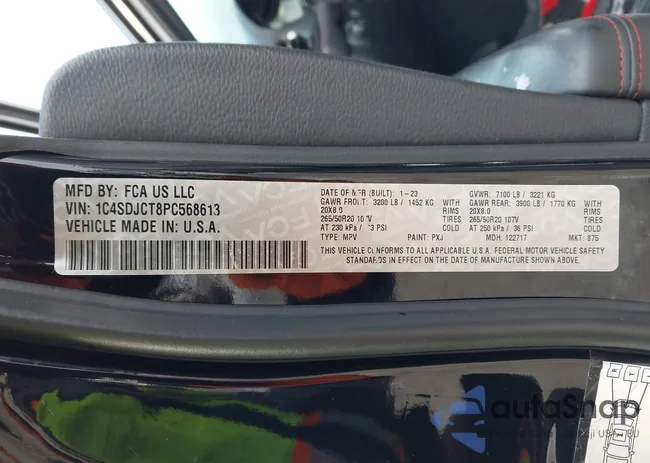 MFD BY: FCA US LLC
VIN: 1C4SDJCT8PC568613
VEHICLE MADE IN: U.S.A.
DATE OF MFR (BUILT): 1-23 GVWR: 7100 LB / 3221 KG
GAWR FRONT: 3200 LB / 1452 KG GAWR REAR: 3900 LB / 1770 KG
20X8.0 RIMS 20X8.0 RIMS
265/50R20 107V TIRES 265/50R20 107V TIRES
AT 230 kPa / 33 PSI COLD AT 250 kPa / 36 PSI COLD
TYPE: MPV PAINT: PXJ MDH: 122717 MKT: 875
THIS VEHICLE CONFORMS TO ALL APPLICABLE U.S.A. FEDERAL MOTOR VEHICLE SAFETY
STANDARDS IN EFFECT ON THE DATE OF MANUFACTURE SHOWN ABOVE.
autoSnap